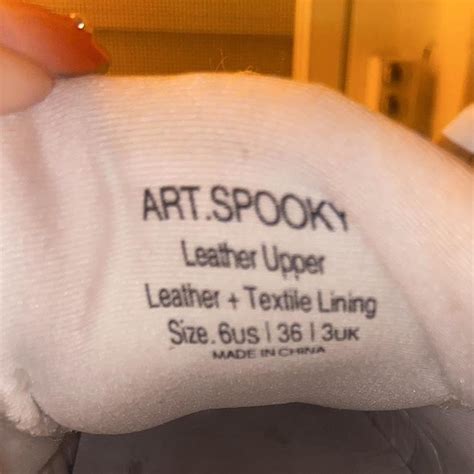 ART.SPOOKY
Leather Upper
Leather + Textile Lining
Size. 6US | 36 | 3UK
MADE IN CHINA